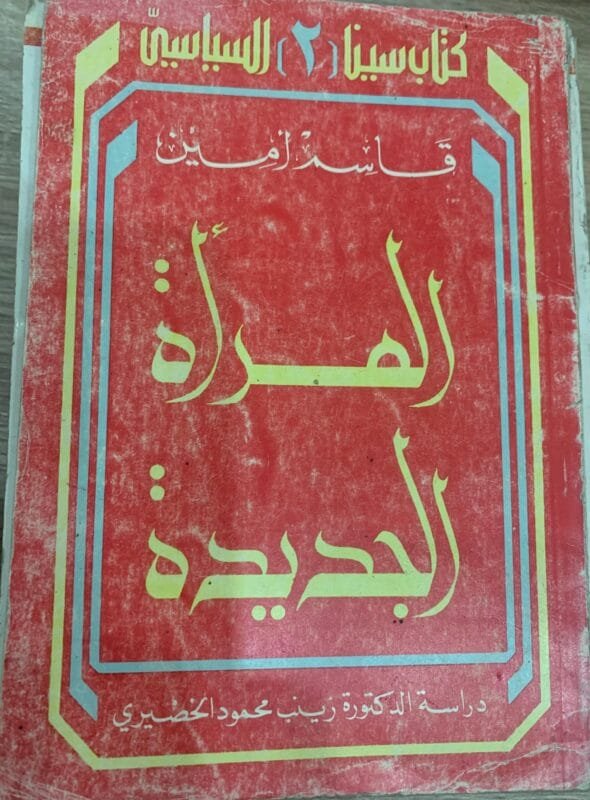 كتاب سينا (٢) السياسيّ
قاسم أمين
المرأة
الجديدة
دراسة الدكتورة زينب محمود الخضيري